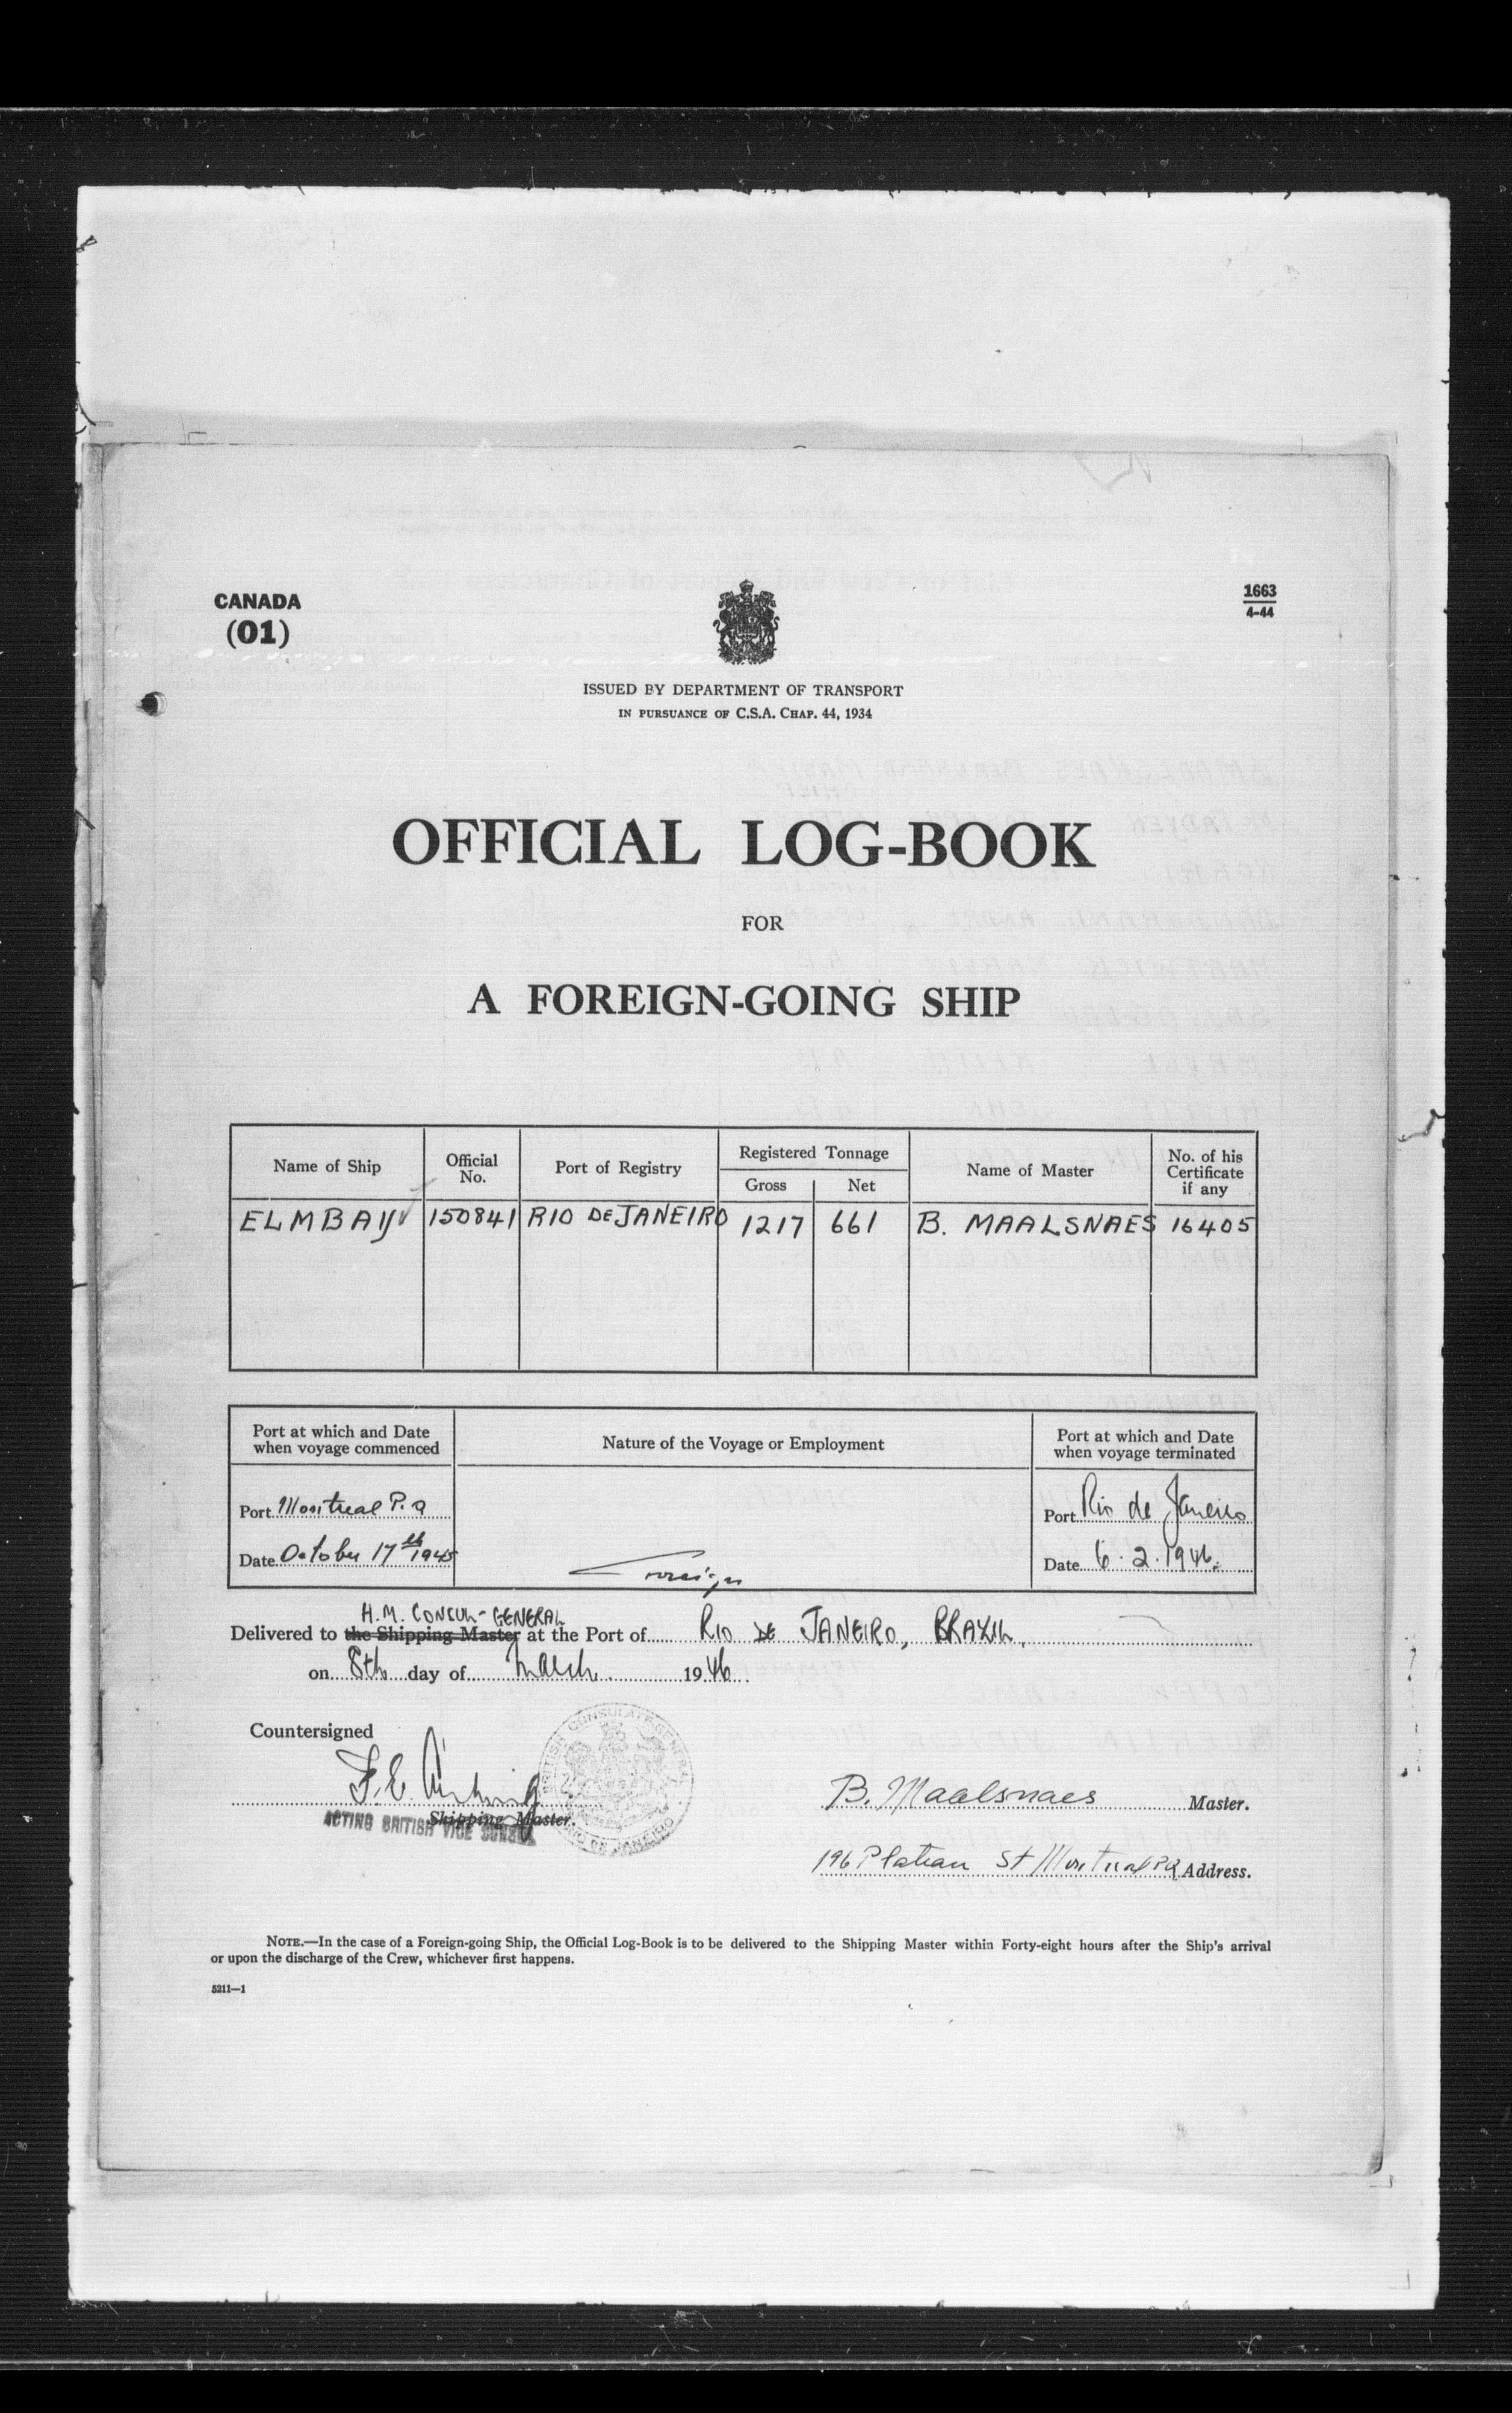 CANADA
(01)
1663
4-44
ISSUED BY DEPARTMENT OF TRANSPORT
IN PURSUANCE OF C.S.A. CHAP. 44, 1934
OFFICIAL LOG-BOOK
FOR
A FOREIGN-GOING SHIP
Name of Ship
Official No.
Port of Registry
Registered Tonnage
Gross
Net
Name of Master
No. of his Certificate if any
ELMBAY 150841 RIO DE JANEIRO 1217 661 B. MAALSNAES 16405
Port at which and Date when voyage commenced
Nature of the Voyage or Employment
Port at which and Date when voyage terminated
Port Montreal P.Q
Date October 17th 1945
Foreign
Port Rio de Janeiro
Date 6.2.1946.
H.M. CONSUL-GENERAL
Delivered to the Shipping Master at the Port of RIO DE JANEIRO, BRAZIL,
on 8th day of March 1946.
Countersigned
F. E.
Shipping Master.
ACTING BRITISH VICE CONSUL
BRITISH CONSULATE GENERAL
RIO DE JANEIRO
B. Maalsnaes Master.
196 Plateau St Montreal PQ Address.
NOTE.—In the case of a Foreign-going Ship, the Official Log-Book is to be delivered to the Shipping Master within Forty-eight hours after the Ship's arrival
or upon the discharge of the Crew, whichever first happens.
5211—1